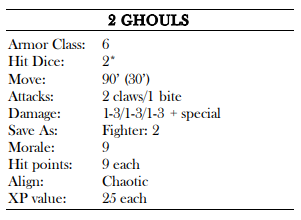 2 GHOULS
Armor Class: 6
Hit Dice: 2*
Move: 90’ (30’)
Attacks: 2 claws/1 bite
Damage: 1-3/1-3/1-3 + special
Save As: Fighter: 2
Morale: 9
Hit points: 9 each
Align: Chaotic
XP value: 25 each